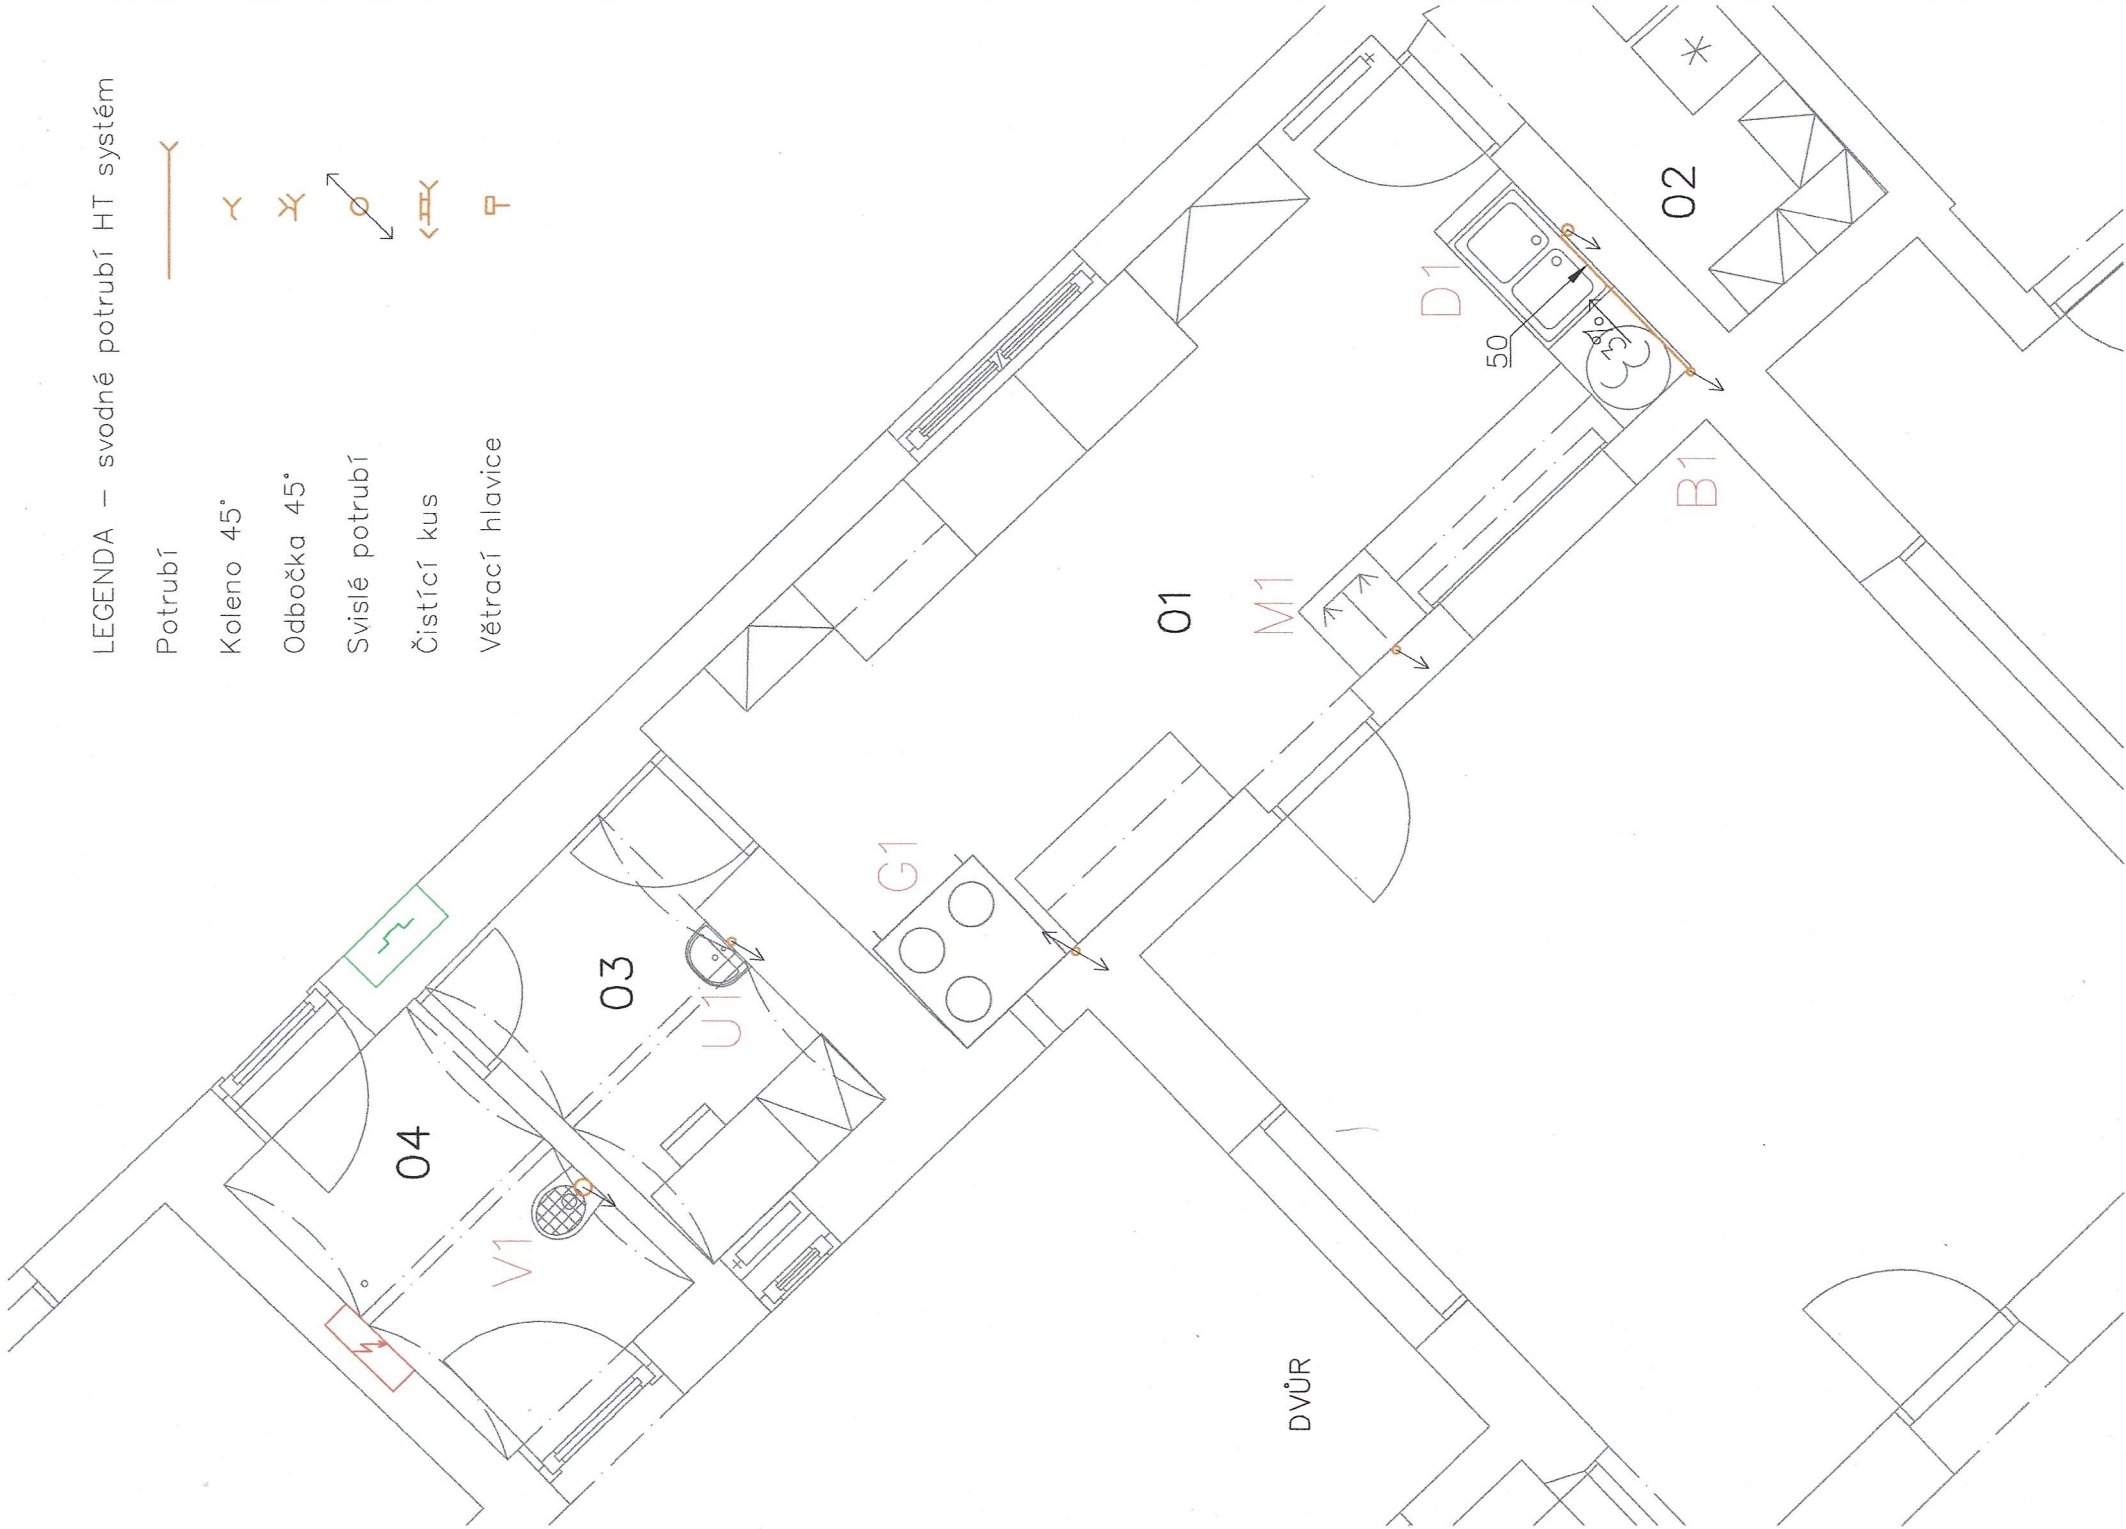 LEGENDA – svodné potrubí HT systém
Potrubí
Koleno 45°
Odbočka 45°
Svislé potrubí
Čistící kus
Větrací hlavice
04
03
01
02
V1
U1
G1
M1
D1
B1
50
3%
DVŮR